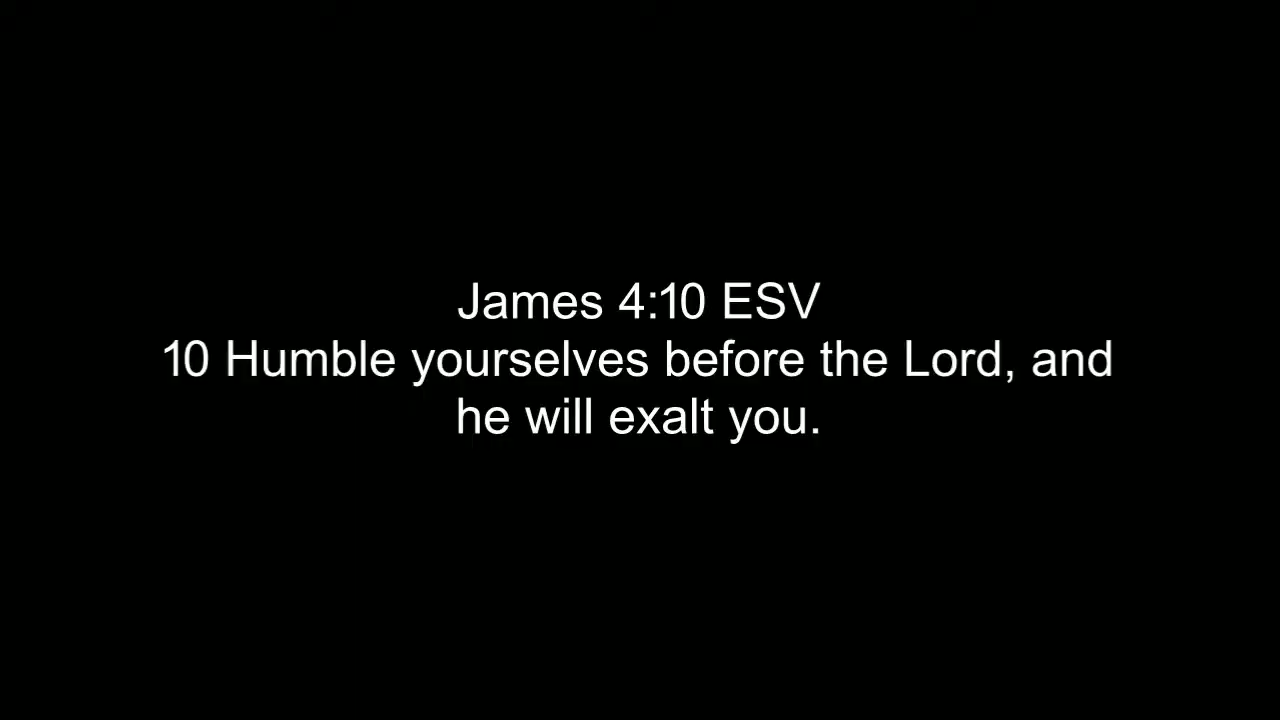 James 4:10 ESV
10 Humble yourselves before the Lord, and
he will exalt you.